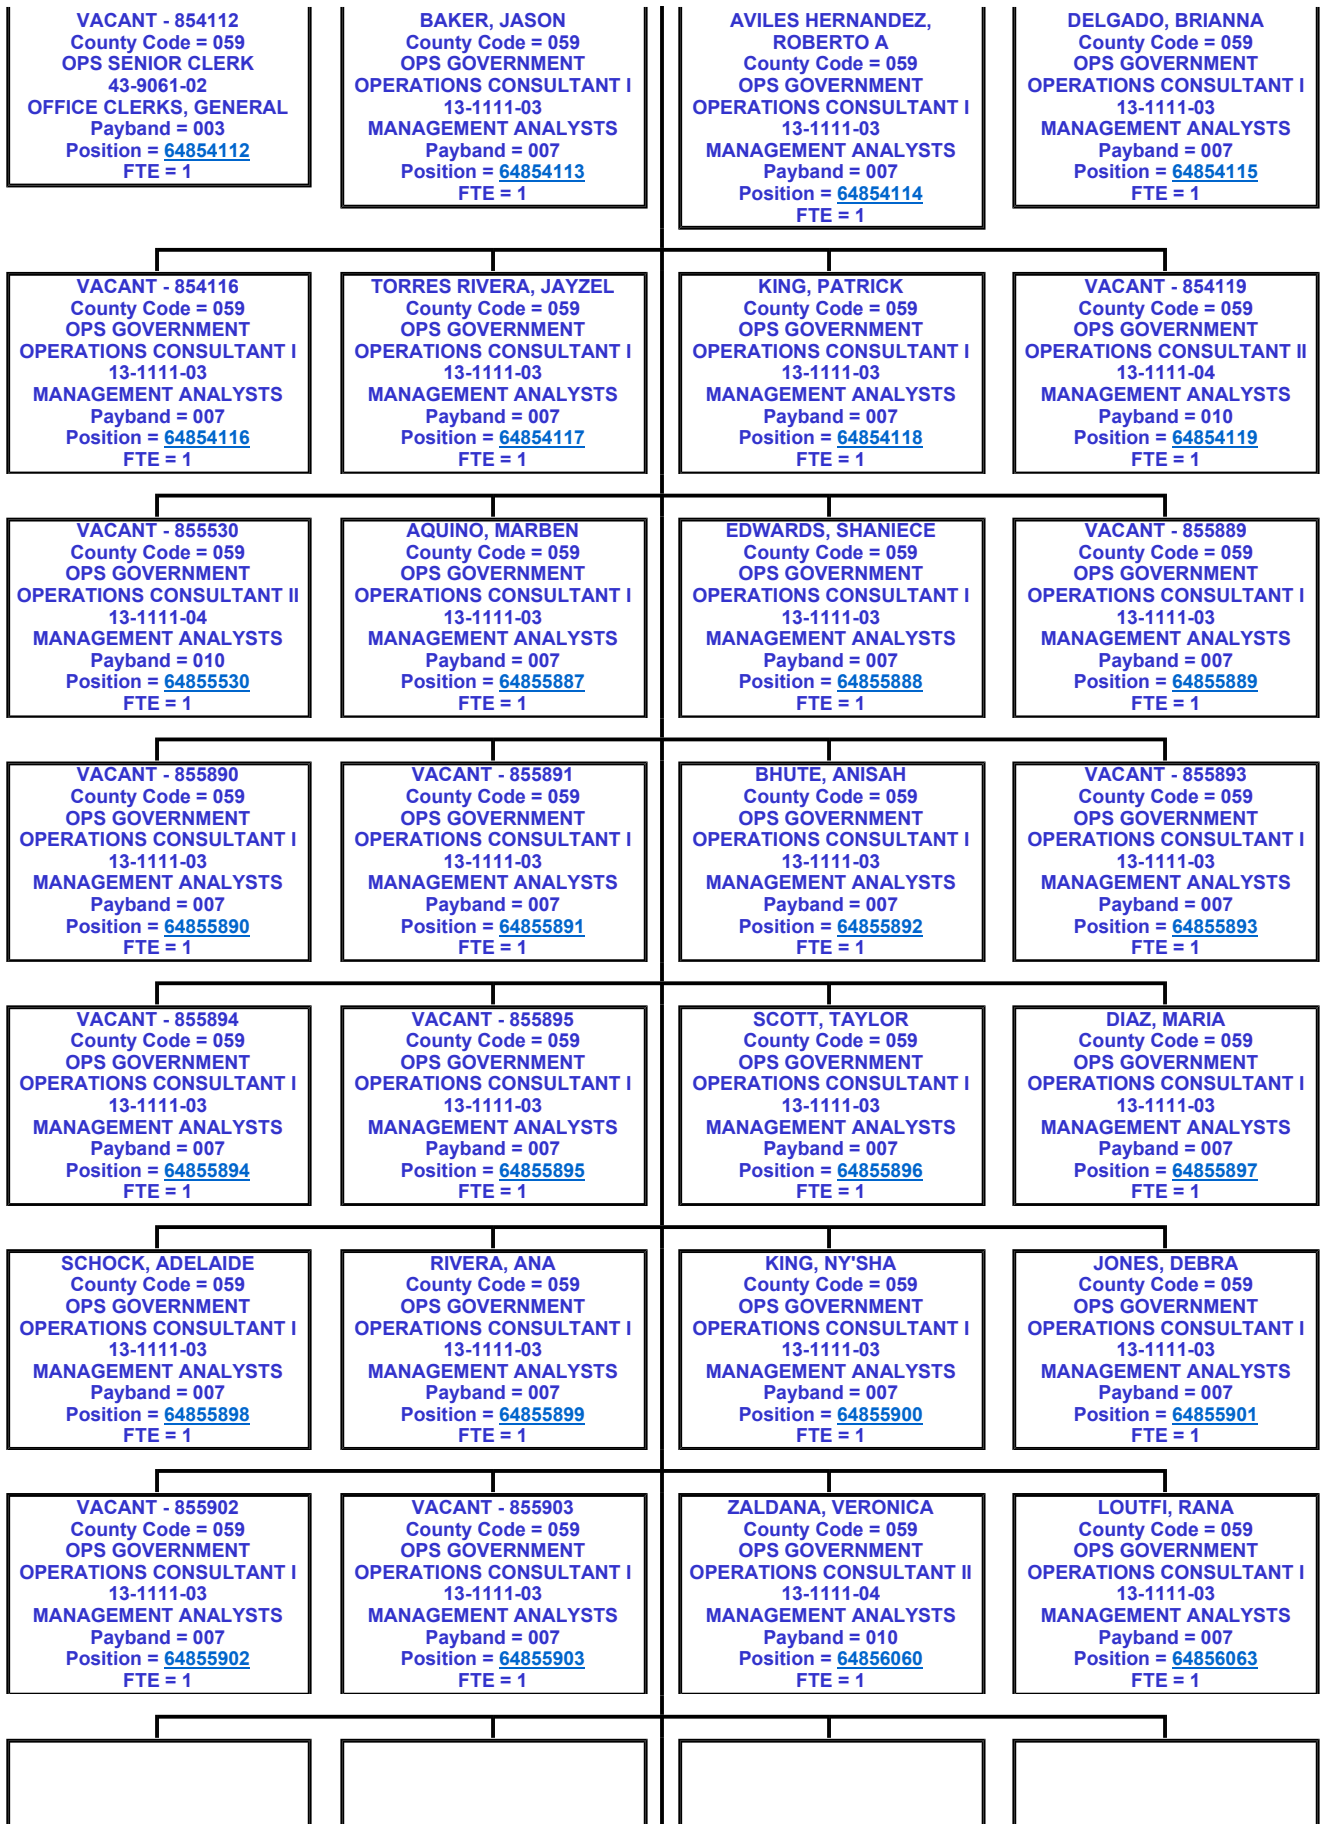 VACANT - 854112
County Code = 059
OPS SENIOR CLERK
43-9061-02
OFFICE CLERKS, GENERAL
Payband = 003
Position = 64854112
FTE = 1
BAKER, JASON
County Code = 059
OPS GOVERNMENT
OPERATIONS CONSULTANT I
13-1111-03
MANAGEMENT ANALYSTS
Payband = 007
Position = 64854113
FTE = 1
AVILES HERNANDEZ,
ROBERTO A
County Code = 059
OPS GOVERNMENT
OPERATIONS CONSULTANT I
13-1111-03
MANAGEMENT ANALYSTS
Payband = 007
Position = 64854114
FTE = 1
DELGADO, BRIANNA
County Code = 059
OPS GOVERNMENT
OPERATIONS CONSULTANT I
13-1111-03
MANAGEMENT ANALYSTS
Payband = 007
Position = 64854115
FTE = 1
VACANT - 854116
County Code = 059
OPS GOVERNMENT
OPERATIONS CONSULTANT I
13-1111-03
MANAGEMENT ANALYSTS
Payband = 007
Position = 64854116
FTE = 1
TORRES RIVERA, JAYZEL
County Code = 059
OPS GOVERNMENT
OPERATIONS CONSULTANT I
13-1111-03
MANAGEMENT ANALYSTS
Payband = 007
Position = 64854117
FTE = 1
KING, PATRICK
County Code = 059
OPS GOVERNMENT
OPERATIONS CONSULTANT I
13-1111-03
MANAGEMENT ANALYSTS
Payband = 007
Position = 64854118
FTE = 1
VACANT - 854119
County Code = 059
OPS GOVERNMENT
OPERATIONS CONSULTANT II
13-1111-04
MANAGEMENT ANALYSTS
Payband = 010
Position = 64854119
FTE = 1
VACANT - 855530
County Code = 059
OPS GOVERNMENT
OPERATIONS CONSULTANT II
13-1111-04
MANAGEMENT ANALYSTS
Payband = 010
Position = 64855530
FTE = 1
AQUINO, MARBEN
County Code = 059
OPS GOVERNMENT
OPERATIONS CONSULTANT I
13-1111-03
MANAGEMENT ANALYSTS
Payband = 007
Position = 64855887
FTE = 1
EDWARDS, SHANIECE
County Code = 059
OPS GOVERNMENT
OPERATIONS CONSULTANT I
13-1111-03
MANAGEMENT ANALYSTS
Payband = 007
Position = 64855888
FTE = 1
VACANT - 855889
County Code = 059
OPS GOVERNMENT
OPERATIONS CONSULTANT I
13-1111-03
MANAGEMENT ANALYSTS
Payband = 007
Position = 64855889
FTE = 1
VACANT - 855890
County Code = 059
OPS GOVERNMENT
OPERATIONS CONSULTANT I
13-1111-03
MANAGEMENT ANALYSTS
Payband = 007
Position = 64855890
FTE = 1
VACANT - 855891
County Code = 059
OPS GOVERNMENT
OPERATIONS CONSULTANT I
13-1111-03
MANAGEMENT ANALYSTS
Payband = 007
Position = 64855891
FTE = 1
BHUTE, ANISAH
County Code = 059
OPS GOVERNMENT
OPERATIONS CONSULTANT I
13-1111-03
MANAGEMENT ANALYSTS
Payband = 007
Position = 64855892
FTE = 1
VACANT - 855893
County Code = 059
OPS GOVERNMENT
OPERATIONS CONSULTANT I
13-1111-03
MANAGEMENT ANALYSTS
Payband = 007
Position = 64855893
FTE = 1
VACANT - 855894
County Code = 059
OPS GOVERNMENT
OPERATIONS CONSULTANT I
13-1111-03
MANAGEMENT ANALYSTS
Payband = 007
Position = 64855894
FTE = 1
VACANT - 855895
County Code = 059
OPS GOVERNMENT
OPERATIONS CONSULTANT I
13-1111-03
MANAGEMENT ANALYSTS
Payband = 007
Position = 64855895
FTE = 1
SCOTT, TAYLOR
County Code = 059
OPS GOVERNMENT
OPERATIONS CONSULTANT I
13-1111-03
MANAGEMENT ANALYSTS
Payband = 007
Position = 64855896
FTE = 1
DIAZ, MARIA
County Code = 059
OPS GOVERNMENT
OPERATIONS CONSULTANT I
13-1111-03
MANAGEMENT ANALYSTS
Payband = 007
Position = 64855897
FTE = 1
SCHOCK, ADELAIDE
County Code = 059
OPS GOVERNMENT
OPERATIONS CONSULTANT I
13-1111-03
MANAGEMENT ANALYSTS
Payband = 007
Position = 64855898
FTE = 1
RIVERA, ANA
County Code = 059
OPS GOVERNMENT
OPERATIONS CONSULTANT I
13-1111-03
MANAGEMENT ANALYSTS
Payband = 007
Position = 64855899
FTE = 1
KING, NY'SHA
County Code = 059
OPS GOVERNMENT
OPERATIONS CONSULTANT I
13-1111-03
MANAGEMENT ANALYSTS
Payband = 007
Position = 64855900
FTE = 1
JONES, DEBRA
County Code = 059
OPS GOVERNMENT
OPERATIONS CONSULTANT I
13-1111-03
MANAGEMENT ANALYSTS
Payband = 007
Position = 64855901
FTE = 1
VACANT - 855902
County Code = 059
OPS GOVERNMENT
OPERATIONS CONSULTANT I
13-1111-03
MANAGEMENT ANALYSTS
Payband = 007
Position = 64855902
FTE = 1
VACANT - 855903
County Code = 059
OPS GOVERNMENT
OPERATIONS CONSULTANT I
13-1111-03
MANAGEMENT ANALYSTS
Payband = 007
Position = 64855903
FTE = 1
ZALDANA, VERONICA
County Code = 059
OPS GOVERNMENT
OPERATIONS CONSULTANT II
13-1111-04
MANAGEMENT ANALYSTS
Payband = 010
Position = 64856060
FTE = 1
LOUTFI, RANA
County Code = 059
OPS GOVERNMENT
OPERATIONS CONSULTANT I
13-1111-03
MANAGEMENT ANALYSTS
Payband = 007
Position = 64856063
FTE = 1